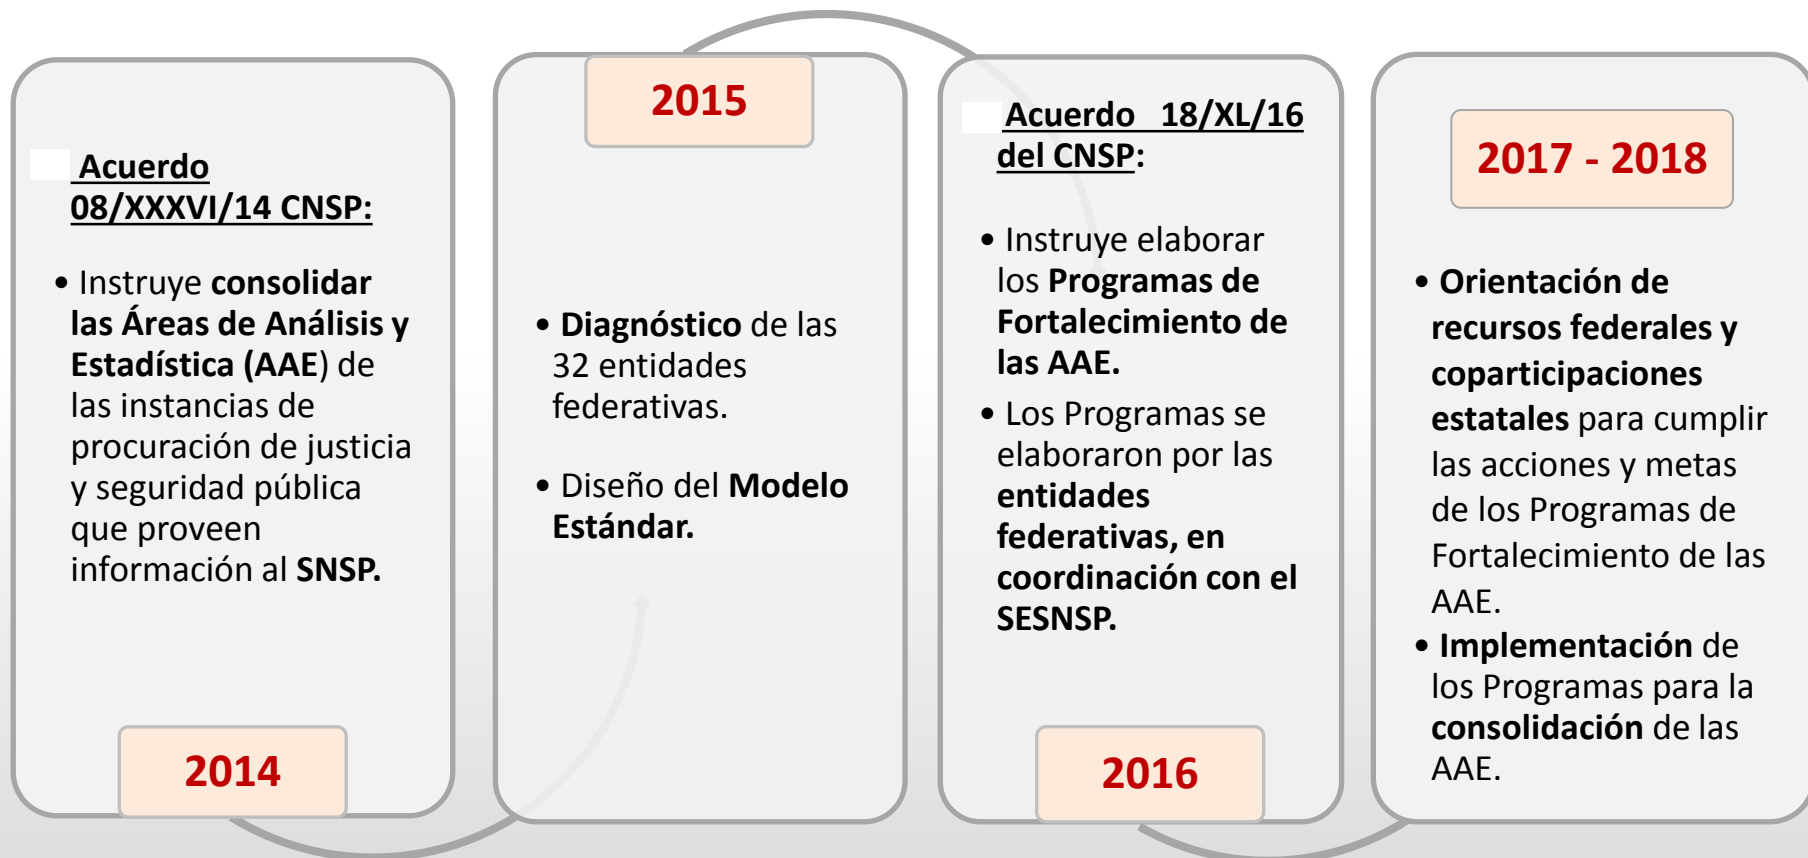 Acuerdo
08/XXXVI/14 CNSP:
• Instruye consolidar
las Áreas de Análisis y
Estadística (AAE) de
las instancias de
procuración de justicia
y seguridad pública
que proveen
información al SNSP.
2014
2015
• Diagnóstico de las
32 entidades
federativas.
• Diseño del Modelo
Estándar.
Acuerdo 18/XL/16
del CNSP:
• Instruye elaborar
los Programas de
Fortalecimiento de
las AAE.
• Los Programas se
elaboraron por las
entidades
federativas, en
coordinación con el
SESNSP.
2016
2017 - 2018
• Orientación de
recursos federales y
coparticipaciones
estatales para cumplir
las acciones y metas
de los Programas de
Fortalecimiento de las
AAE.
• Implementación de
los Programas para la
consolidación de las
AAE.